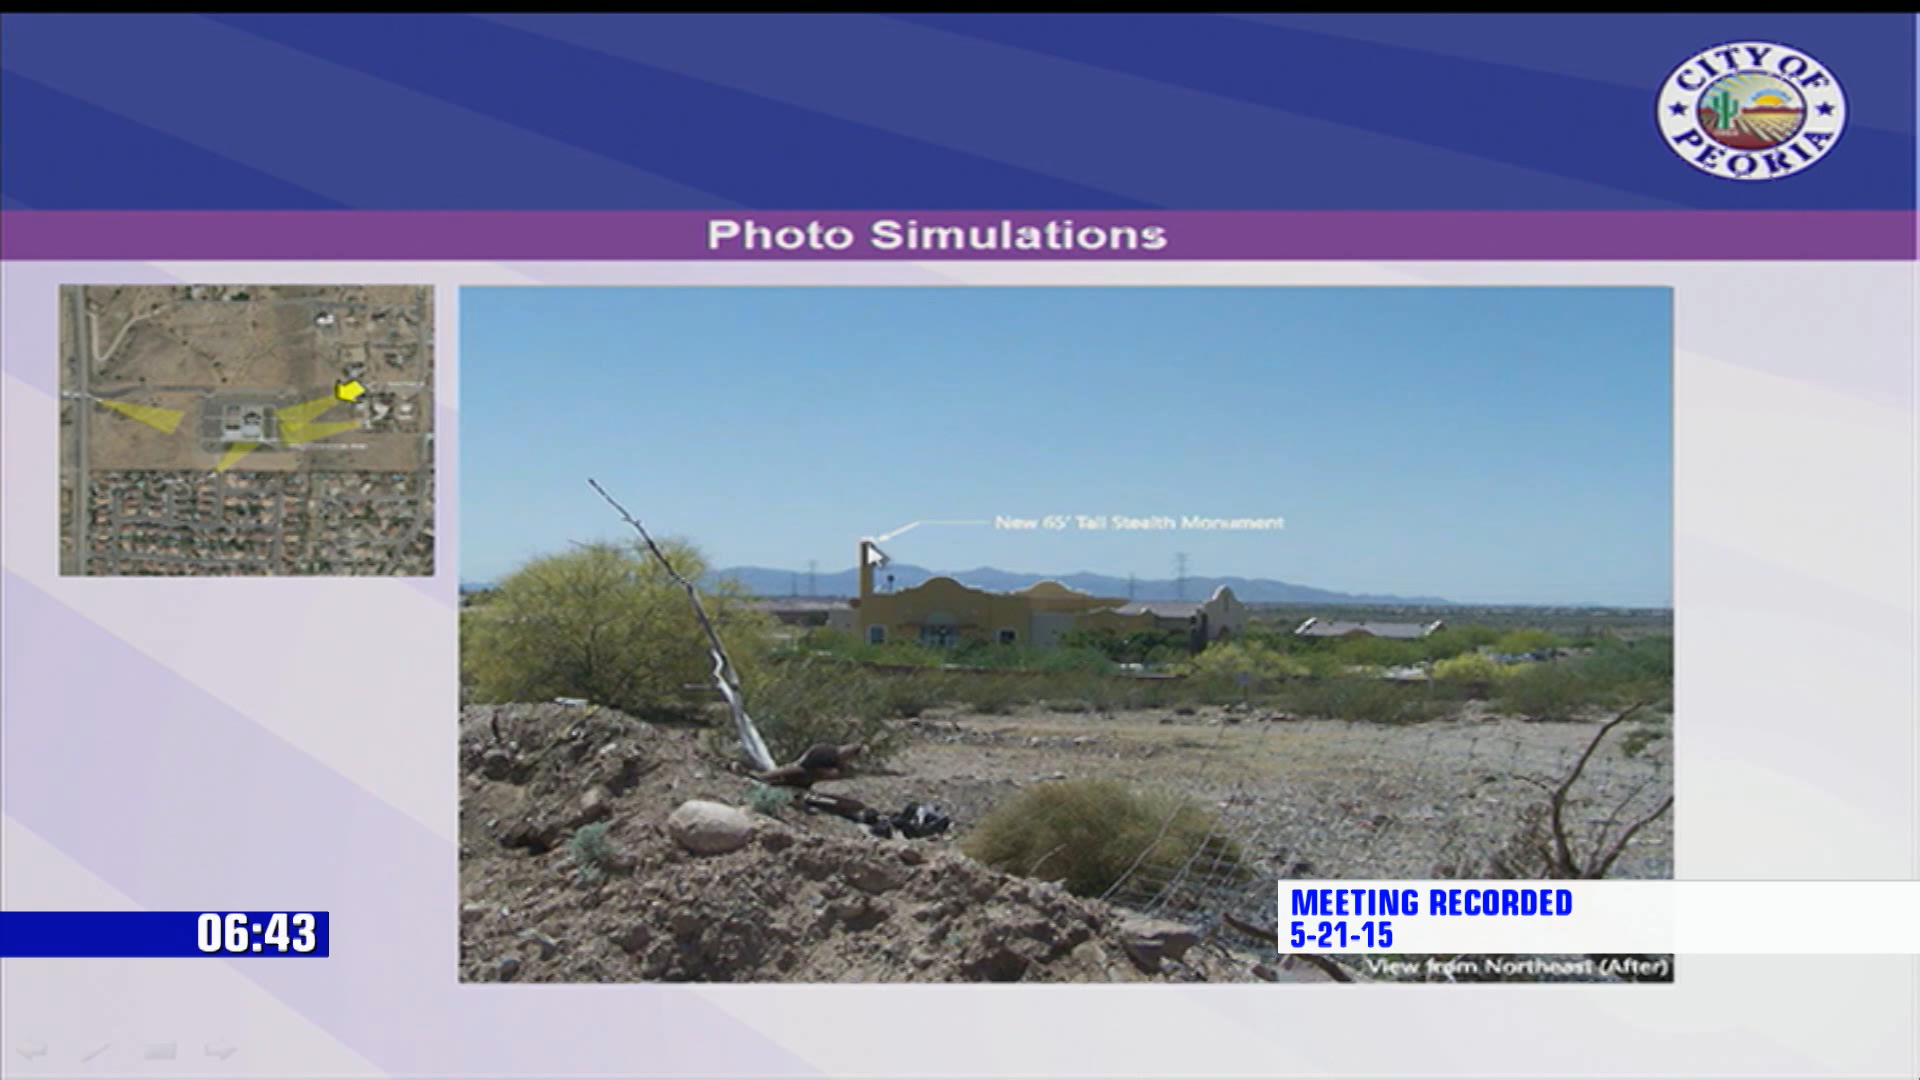 CITY OF
PEORIA
Photo Simulations
New 65' Tall Stealth Monument
06:43
MEETING RECORDED
5-21-15
View from Northeast (After)